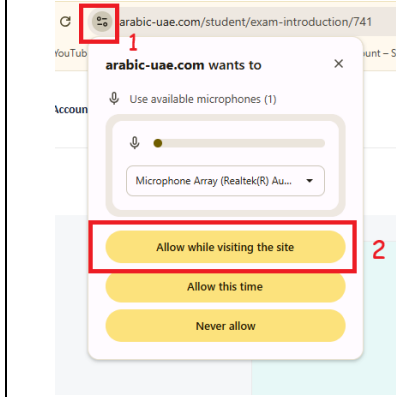 arabic-uae.com/student/exam-introduction/741
1
YouTub
unt – S
arabic-uae.com wants to
Use available microphones (1)
Accoun
Microphone Array (Realtek(R) Au...
Allow while visiting the site
2
Allow this time
Never allow